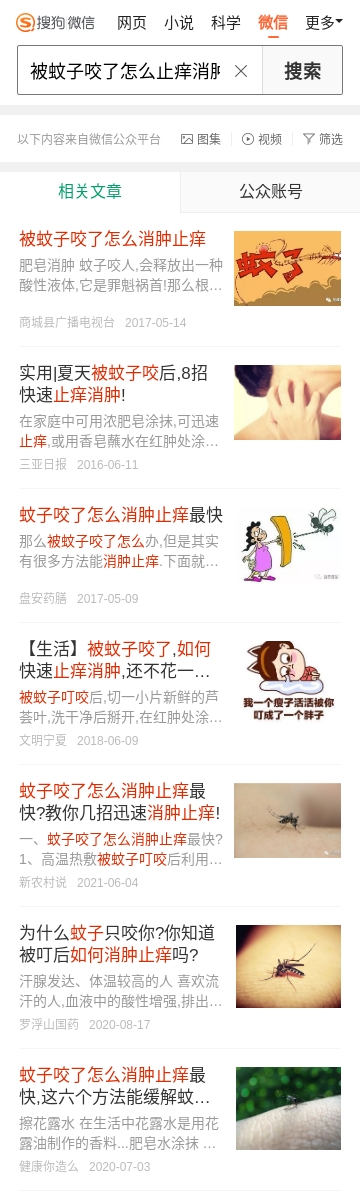 搜狗微信 网页 小说 科学 微信 更多
被蚊子咬了怎么止痒消肿 搜索
以下内容来自微信公众平台 图集 视频 筛选
相关文章 公众账号
被蚊子咬了怎么消肿止痒
肥皂消肿 蚊子咬人,会释放出一种
酸性液体,它是罪魁祸首!那么根…
商城县广播电视台 2017-05-14
实用|夏天被蚊子咬后,8招
快速止痒消肿!
在家庭中可用浓肥皂涂抹,可迅速
止痒,或用香皂蘸水在红肿处涂…
三亚日报 2016-06-11
蚊子咬了怎么消肿止痒最快
那么被蚊子咬了怎么办,但是其实
有很多方法能消肿止痒.下面就…
盘安药膳 2017-05-09
【生活】被蚊子咬了,如何
快速止痒消肿,还不花一…
被蚊子叮咬后,切一小片新鲜的芦
荟叶,洗干净后掰开,在红肿处涂…
文明宁夏 2018-06-09
我一个瘦子活活被你
叮成了一个胖子
蚊子咬了怎么消肿止痒最
快?教你几招迅速消肿止痒!
一、蚊子咬了怎么消肿止痒最快?
1、高温热敷被蚊子叮咬后利用…
新农村说 2021-06-04
为什么蚊子只咬你?你知道
被叮后如何消肿止痒吗?
汗腺发达、体温较高的人 喜欢流
汗的人,血液中的酸性增强,排出…
罗浮山国药 2020-08-17
蚊子咬了怎么消肿止痒最
快,这六个方法能缓解蚊…
擦花露水 在生活中花露水是用花
露油制作的香料...肥皂水涂抹 …
健康你造么 2020-07-03